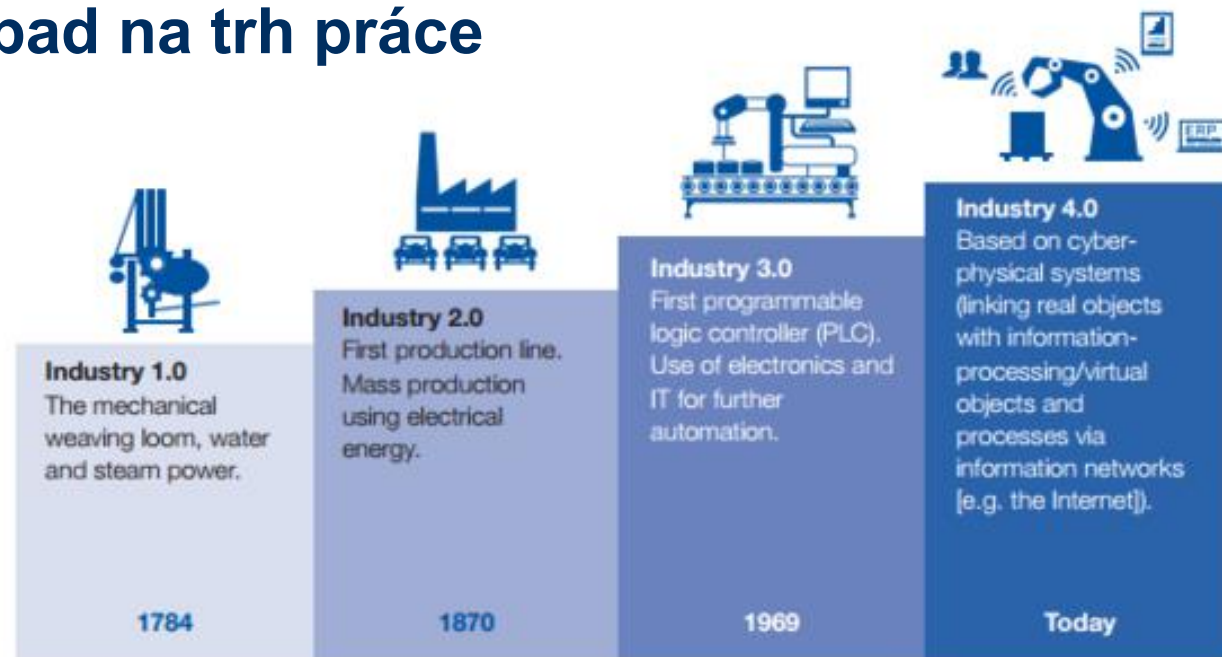 pad na trh práce
ERP
Industry 1.0
The mechanical
weaving loom, water
and steam power.
1784
Industry 2.0
First production line.
Mass production
using electrical
energy.
1870
Industry 3.0
First programmable
logic controller (PLC).
Use of electronics and
IT for further
automation.
1969
Industry 4.0
Based on cyber-
physical systems
(linking real objects
with information-
processing/virtual
objects and
processes via
information networks
[e.g. the Internet]).
Today